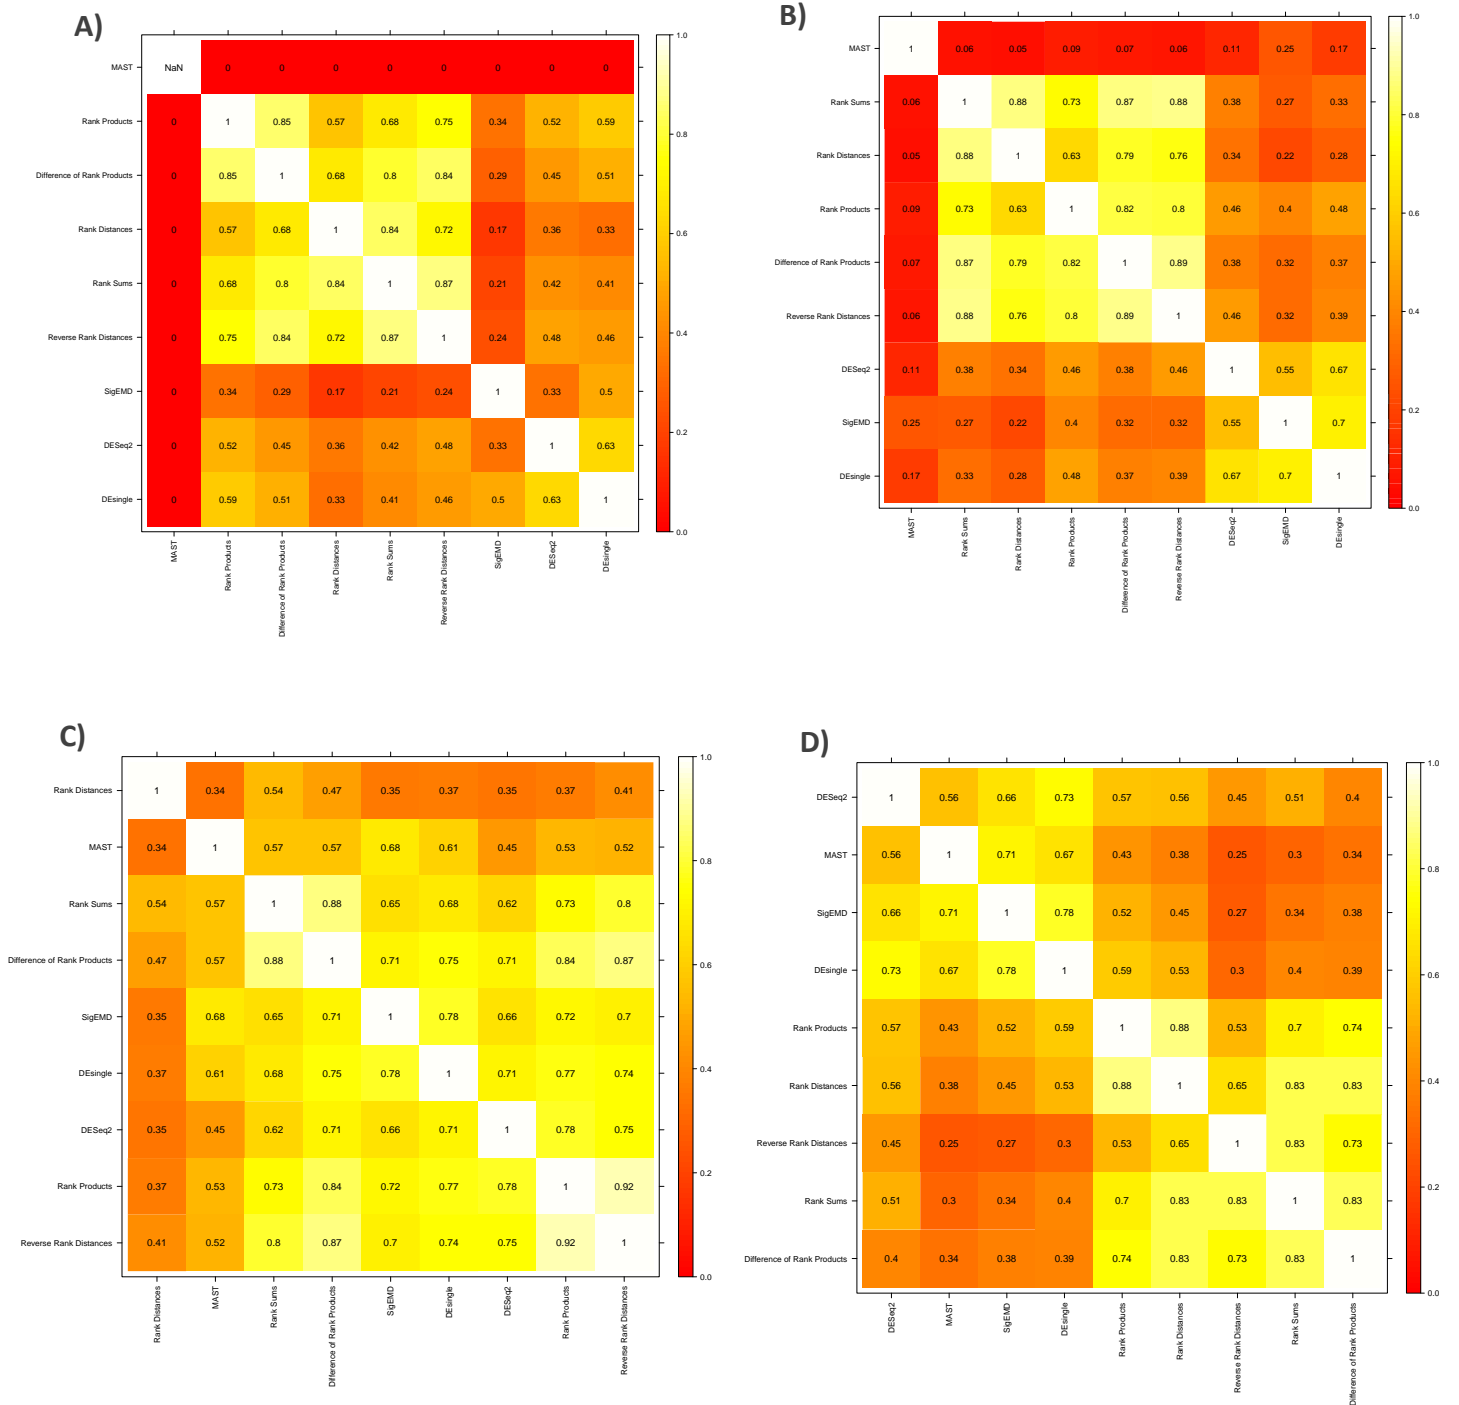 A)
MAST NaN 0 0 0 0 0 0 0 0
Rank Products 0 1 0.85 0.57 0.68 0.75 0.34 0.52 0.59
Difference of Rank Products 0 0.85 1 0.68 0.8 0.84 0.29 0.45 0.51
Rank Distances 0 0.57 0.68 1 0.84 0.72 0.17 0.36 0.33
Rank Sums 0 0.68 0.8 0.84 1 0.87 0.21 0.42 0.41
Reverse Rank Distances 0 0.75 0.84 0.72 0.87 1 0.24 0.48 0.46
SigEMD 0 0.34 0.29 0.17 0.21 0.24 1 0.33 0.5
DESeq2 0 0.52 0.45 0.36 0.42 0.48 0.33 1 0.63
DEsingle 0 0.59 0.51 0.33 0.41 0.46 0.5 0.63 1
MAST
Rank Products
Difference of Rank Products
Rank Distances
Rank Sums
Reverse Rank Distances
SigEMD
DESeq2
DEsingle
1.0
0.8
0.6
0.4
0.2
0.0
B)
MAST 1 0.06 0.05 0.09 0.07 0.06 0.11 0.25 0.17
Rank Sums 0.06 1 0.88 0.73 0.87 0.88 0.38 0.27 0.33
Rank Distances 0.05 0.88 1 0.63 0.79 0.76 0.34 0.22 0.28
Rank Products 0.09 0.73 0.63 1 0.82 0.8 0.46 0.4 0.48
Difference of Rank Products 0.07 0.87 0.79 0.82 1 0.89 0.38 0.32 0.37
Reverse Rank Distances 0.06 0.88 0.76 0.8 0.89 1 0.46 0.32 0.39
DESeq2 0.11 0.38 0.34 0.46 0.38 0.46 1 0.55 0.67
SigEMD 0.25 0.27 0.22 0.4 0.32 0.32 0.55 1 0.7
DEsingle 0.17 0.33 0.28 0.48 0.37 0.39 0.67 0.7 1
MAST
Rank Sums
Rank Distances
Rank Products
Difference of Rank Products
Reverse Rank Distances
DESeq2
SigEMD
DEsingle
1.0
0.8
0.6
0.4
0.2
0.0
C)
Rank Distances 1 0.34 0.54 0.47 0.35 0.37 0.35 0.37 0.41
MAST 0.34 1 0.57 0.57 0.68 0.61 0.45 0.53 0.52
Rank Sums 0.54 0.57 1 0.88 0.65 0.68 0.62 0.73 0.8
Difference of Rank Products 0.47 0.57 0.88 1 0.71 0.75 0.71 0.84 0.87
SigEMD 0.35 0.68 0.65 0.71 1 0.78 0.66 0.72 0.7
DEsingle 0.37 0.61 0.68 0.75 0.78 1 0.71 0.77 0.74
DESeq2 0.35 0.45 0.62 0.71 0.66 0.71 1 0.78 0.75
Rank Products 0.37 0.53 0.73 0.84 0.72 0.77 0.78 1 0.92
Reverse Rank Distances 0.41 0.52 0.8 0.87 0.7 0.74 0.75 0.92 1
Rank Distances
MAST
Rank Sums
Difference of Rank Products
SigEMD
DEsingle
DESeq2
Rank Products
Reverse Rank Distances
1.0
0.8
0.6
0.4
0.2
0.0
D)
DESeq2 1 0.56 0.66 0.73 0.57 0.56 0.45 0.51 0.4
MAST 0.56 1 0.71 0.67 0.43 0.38 0.25 0.3 0.34
SigEMD 0.66 0.71 1 0.78 0.52 0.45 0.27 0.34 0.38
DEsingle 0.73 0.67 0.78 1 0.59 0.53 0.3 0.4 0.39
Rank Products 0.57 0.43 0.52 0.59 1 0.88 0.53 0.7 0.74
Rank Distances 0.56 0.38 0.45 0.53 0.88 1 0.65 0.83 0.83
Reverse Rank Distances 0.45 0.25 0.27 0.3 0.53 0.65 1 0.83 0.73
Rank Sums 0.51 0.3 0.34 0.4 0.7 0.83 0.83 1 0.83
Difference of Rank Products 0.4 0.34 0.38 0.39 0.74 0.83 0.73 0.83 1
DESeq2
MAST
SigEMD
DEsingle
Rank Products
Rank Distances
Reverse Rank Distances
Rank Sums
Difference of Rank Products
1.0
0.8
0.6
0.4
0.2
0.0